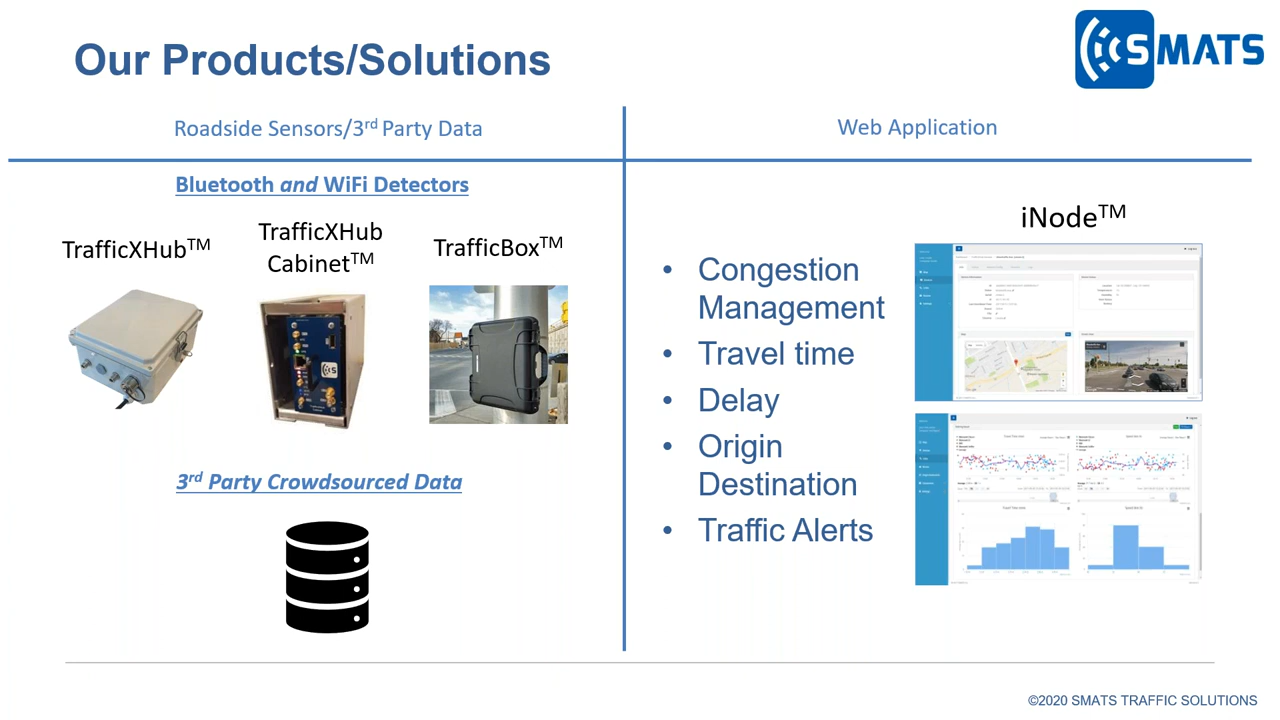 Our Products/Solutions
SMATS
Roadside Sensors/3rd Party Data
Web Application
Bluetooth and WiFi Detectors
TrafficXHub™
TrafficXHub
Cabinet™
TrafficBox™
3rd Party Crowdsourced Data
iNode™
• Congestion
Management
• Travel time
• Delay
• Origin
Destination
• Traffic Alerts
©2020 SMATS TRAFFIC SOLUTIONS